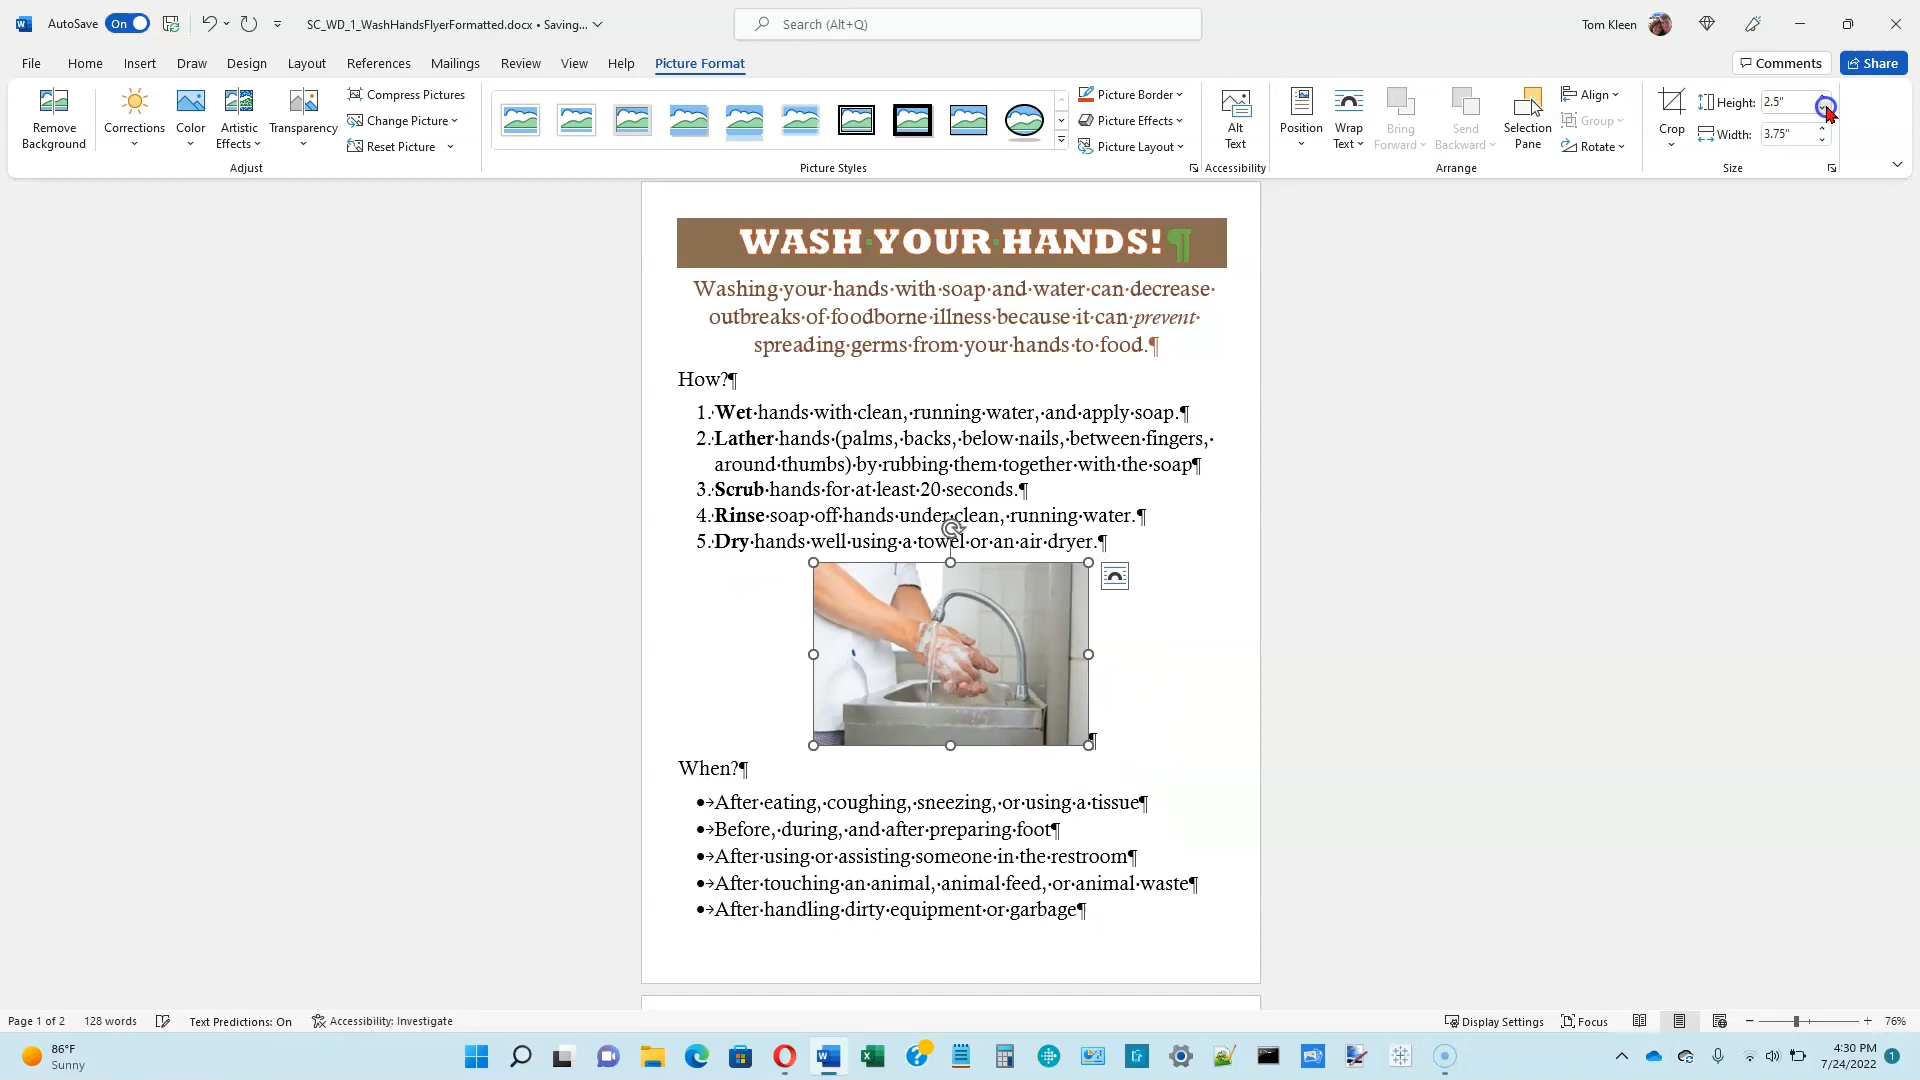 AutoSave On SC_WD_1_WashHandsFlyerFormatted.docx • Saving... Search (Alt+Q) Tom Kleen
File Home Insert Draw Design Layout References Mailings Review View Help Picture Format Comments Share
Remove Background
Corrections
Color
Artistic Effects
Transparency
Compress Pictures
Change Picture
Reset Picture
Adjust
Picture Styles
Picture Border
Picture Effects
Picture Layout
Alt Text
Accessibility
Position
Wrap Text
Bring Forward
Send Backward
Selection Pane
Align
Group
Rotate
Arrange
Crop
Height: 2.5"
Width: 3.75"
Size
WASH·YOUR·HANDS!¶
Washing·your·hands·with·soap·and·water·can·decrease·
outbreaks·of·foodborne·illness·because·it·can·prevent·
spreading·germs·from·your·hands·to·food.¶
How?¶
1.·Wet·hands·with·clean,·running·water,·and·apply·soap.¶
2.·Lather·hands·(palms,·backs,·below·nails,·between·fingers,·
around·thumbs)·by·rubbing·them·together·with·the·soap¶
3.·Scrub·hands·for·at·least·20·seconds.¶
4.·Rinse·soap·off·hands·under·clean,·running·water.¶
5.·Dry·hands·well·using·a·towel·or·an·air·dryer.¶
¶
When?¶
•→After·eating,·coughing,·sneezing,·or·using·a·tissue¶
•→Before,·during,·and·after·preparing·foot¶
•→After·using·or·assisting·someone·in·the·restroom¶
•→After·touching·an·animal,·animal·feed,·or·animal·waste¶
•→After·handling·dirty·equipment·or·garbage¶
Page 1 of 2 128 words Text Predictions: On Accessibility: Investigate Display Settings Focus 76%
86°F
Sunny
4:30 PM
7/24/2022
1